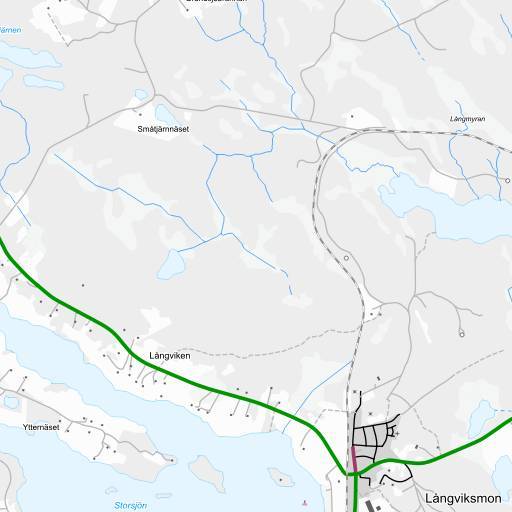 Långmyran
Småtjärnnäset
Långviken
Ytternäset
Långviksmon
Storsjön